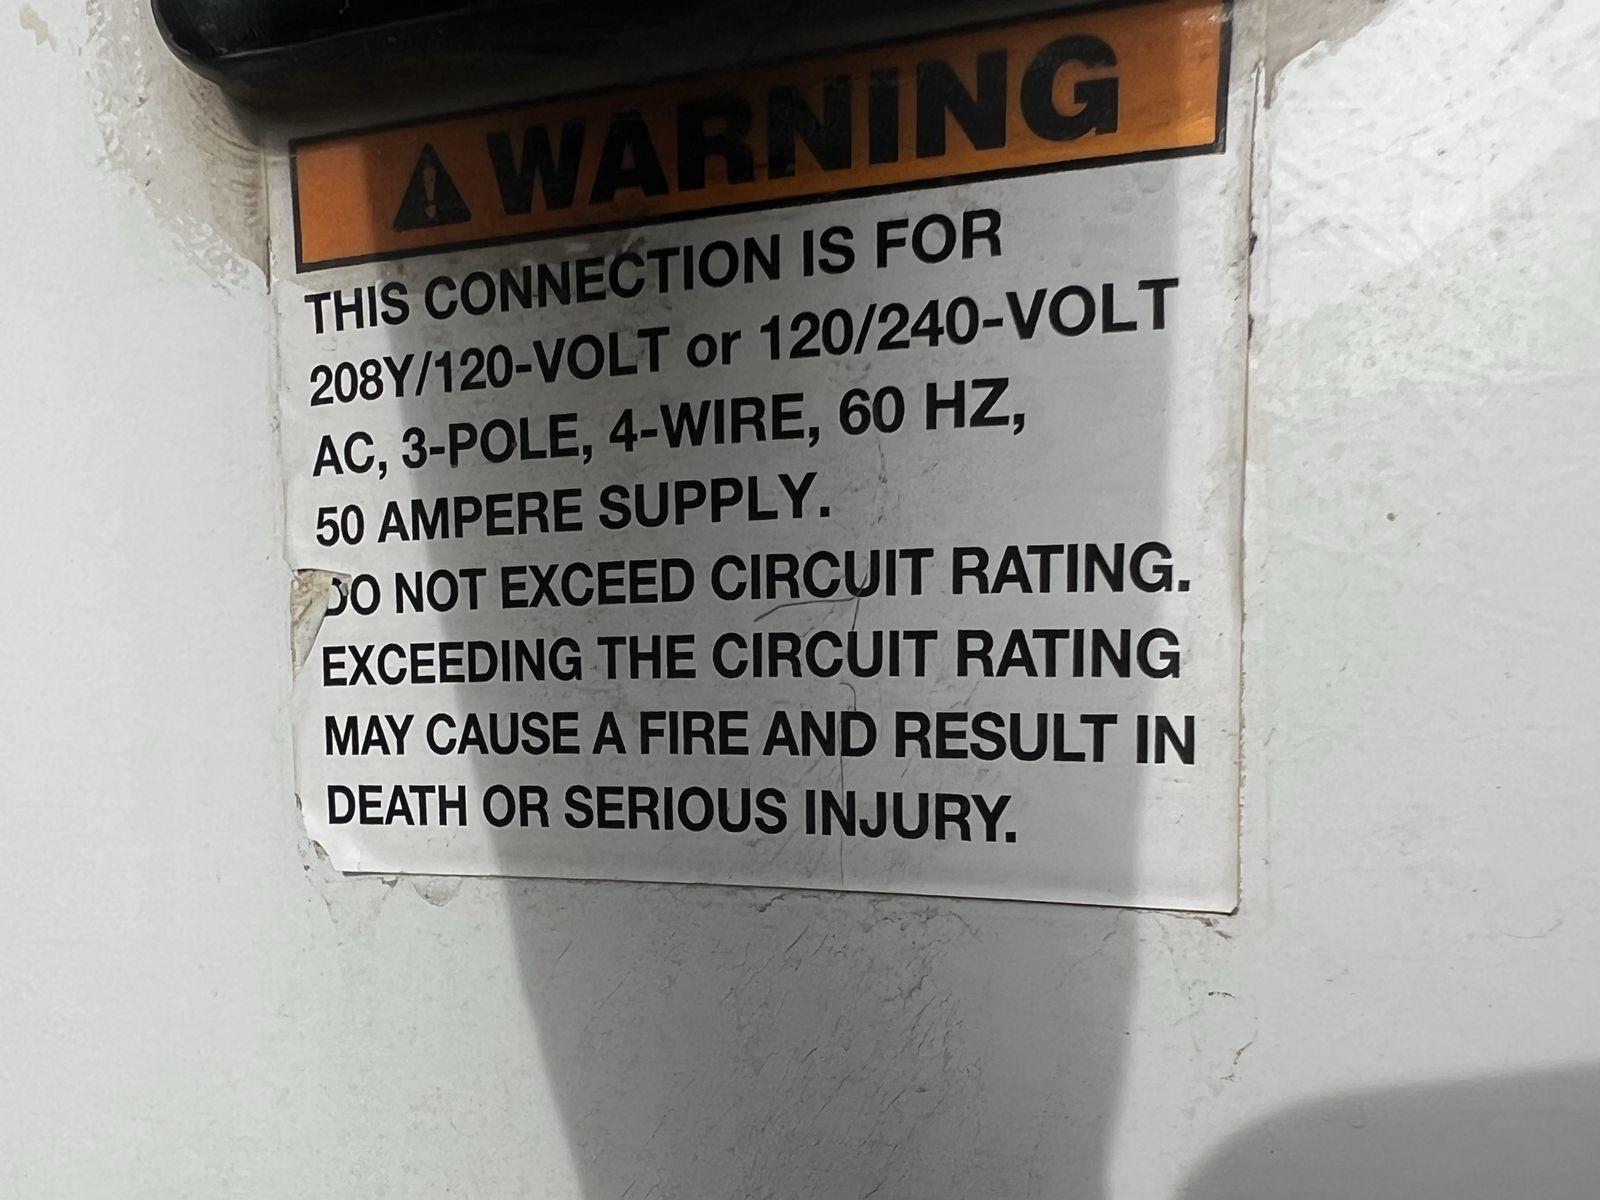 WARNING
THIS CONNECTION IS FOR
208Y/120-VOLT or 120/240-VOLT
AC, 3-POLE, 4-WIRE, 60 HZ,
50 AMPERE SUPPLY.
DO NOT EXCEED CIRCUIT RATING.
EXCEEDING THE CIRCUIT RATING
MAY CAUSE A FIRE AND RESULT IN
DEATH OR SERIOUS INJURY.